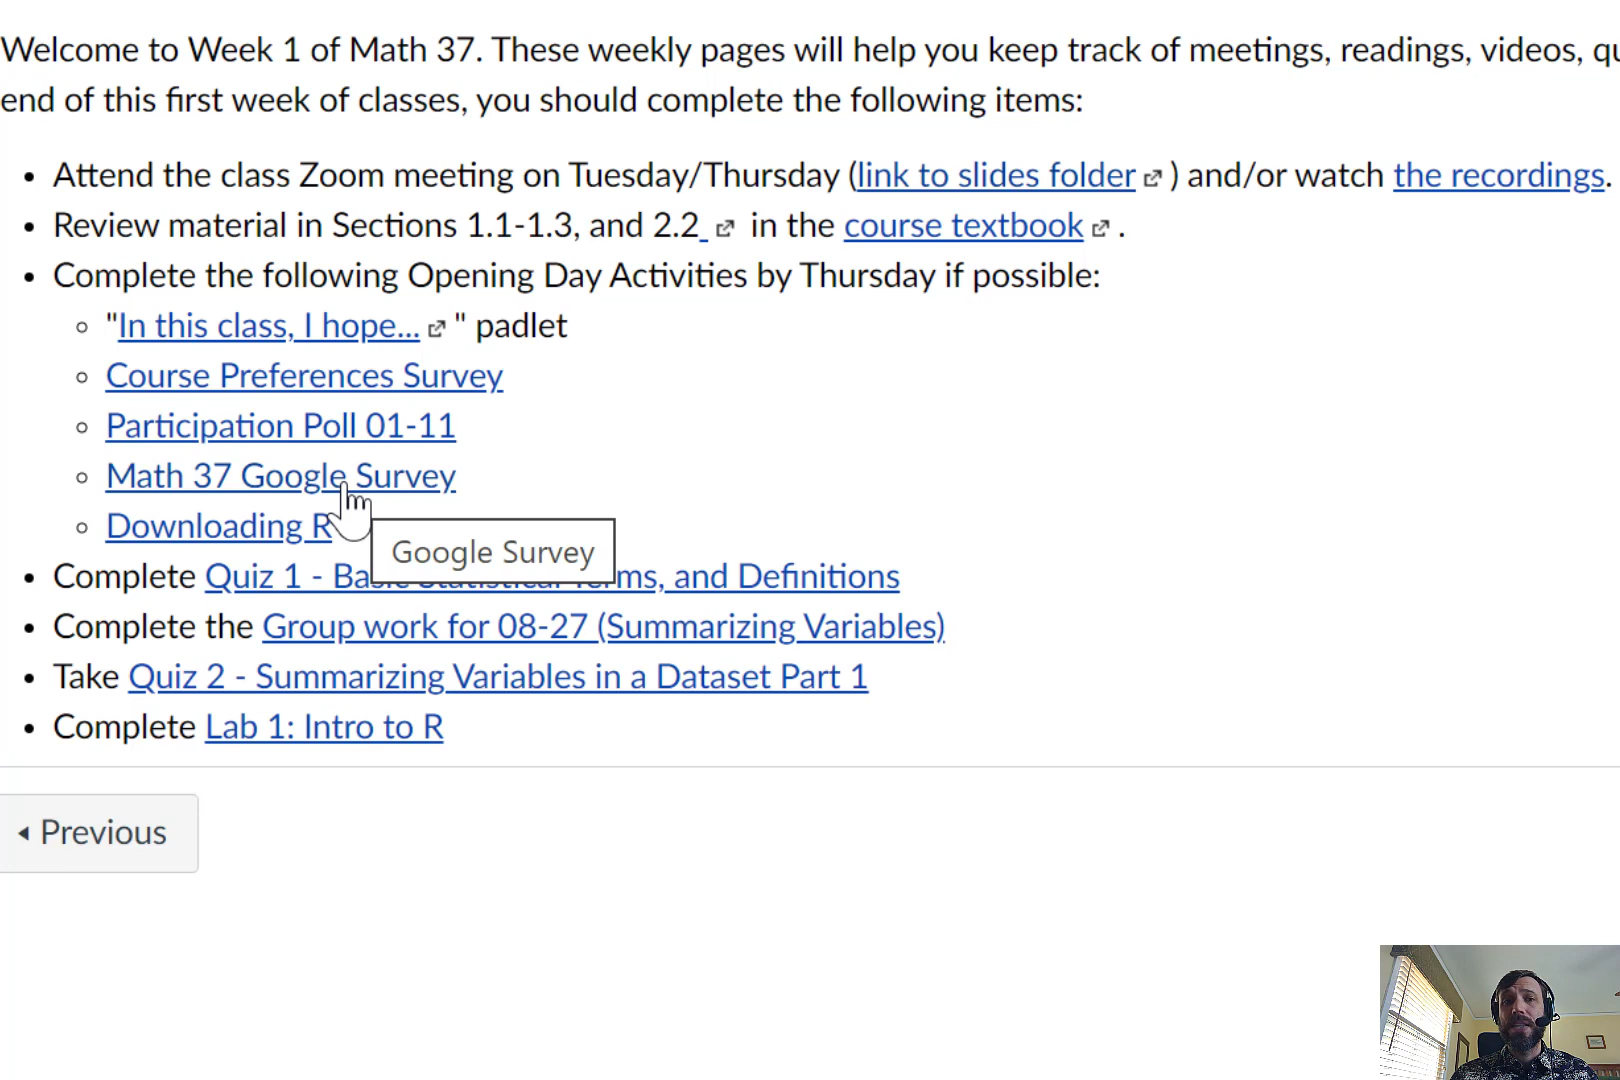 Welcome to Week 1 of Math 37. These weekly pages will help you keep track of meetings, readings, videos, qu
end of this first week of classes, you should complete the following items:
Attend the class Zoom meeting on Tuesday/Thursday (link to slides folder ) and/or watch the recordings.
Review material in Sections 1.1-1.3, and 2.2 in the course textbook .
Complete the following Opening Day Activities by Thursday if possible:
"In this class, I hope... " padlet
Course Preferences Survey
Participation Poll 01-11
Math 37 Google Survey
Downloading R
Google Survey
Complete Quiz 1 - Basic Statistical Terms, and Definitions
Complete the Group work for 08-27 (Summarizing Variables)
Take Quiz 2 - Summarizing Variables in a Dataset Part 1
Complete Lab 1: Intro to R
Previous